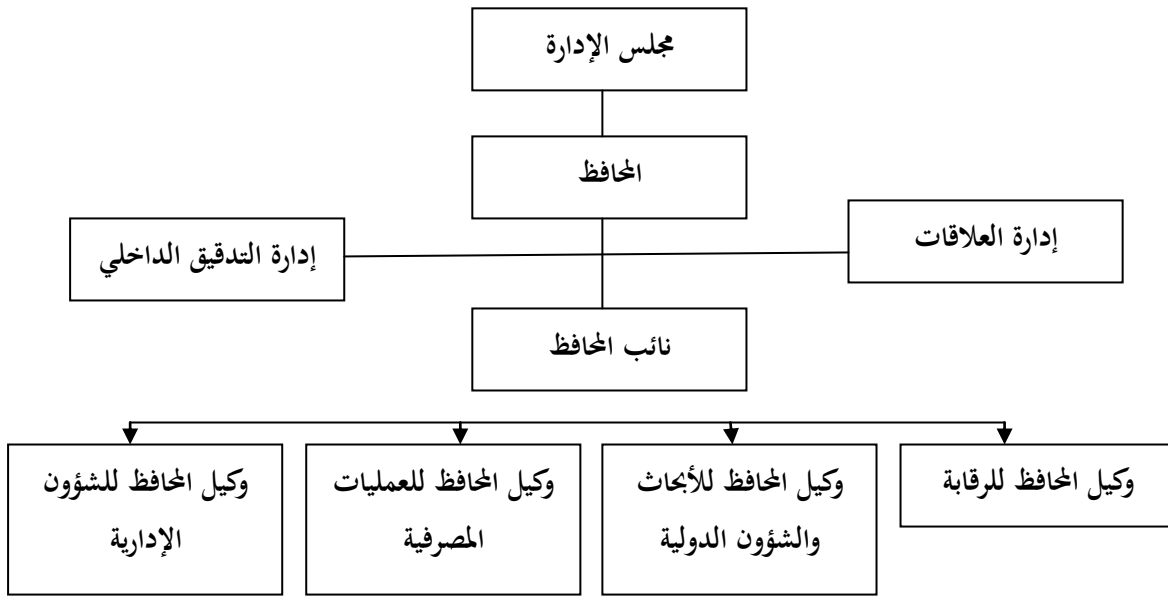 مجلس الإدارة
المحافظ
إدارة العلاقات
إدارة التدقيق الداخلي
نائب المحافظ
وكيل المحافظ للرقابة
وكيل المحافظ للأبحاث
والشؤون الدولية
وكيل المحافظ للعمليات
المصرفية
وكيل المحافظ للشؤون
الإدارية